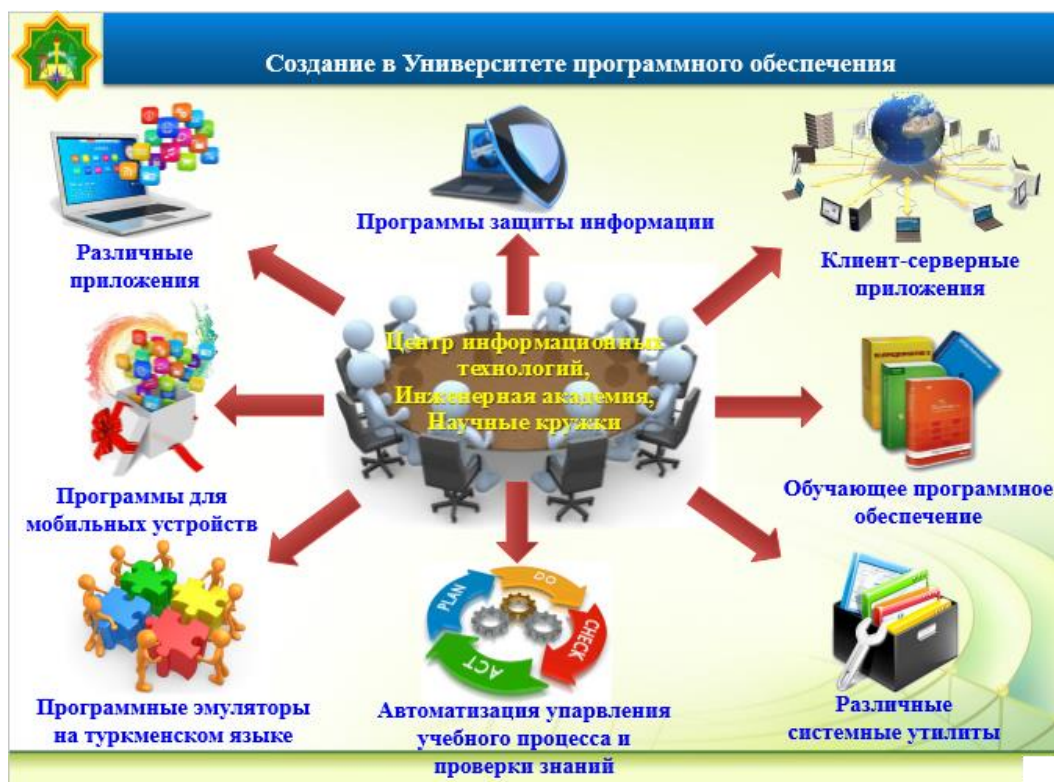 Создание в Университете программного обеспечения
Различные
приложения
Программы защиты информации
Клиент-серверные
приложения
Центр информационных
технологий,
Инженерная академия,
Научные кружки
Программы для
мобильных устройств
Обучающее программное
обеспечение
Программные эмуляторы
на туркменском языке
PLAN
DO
CHECK
ACT
Автоматизация упарвления
учебного процесса и
проверки знаний
Различные
системные утилиты